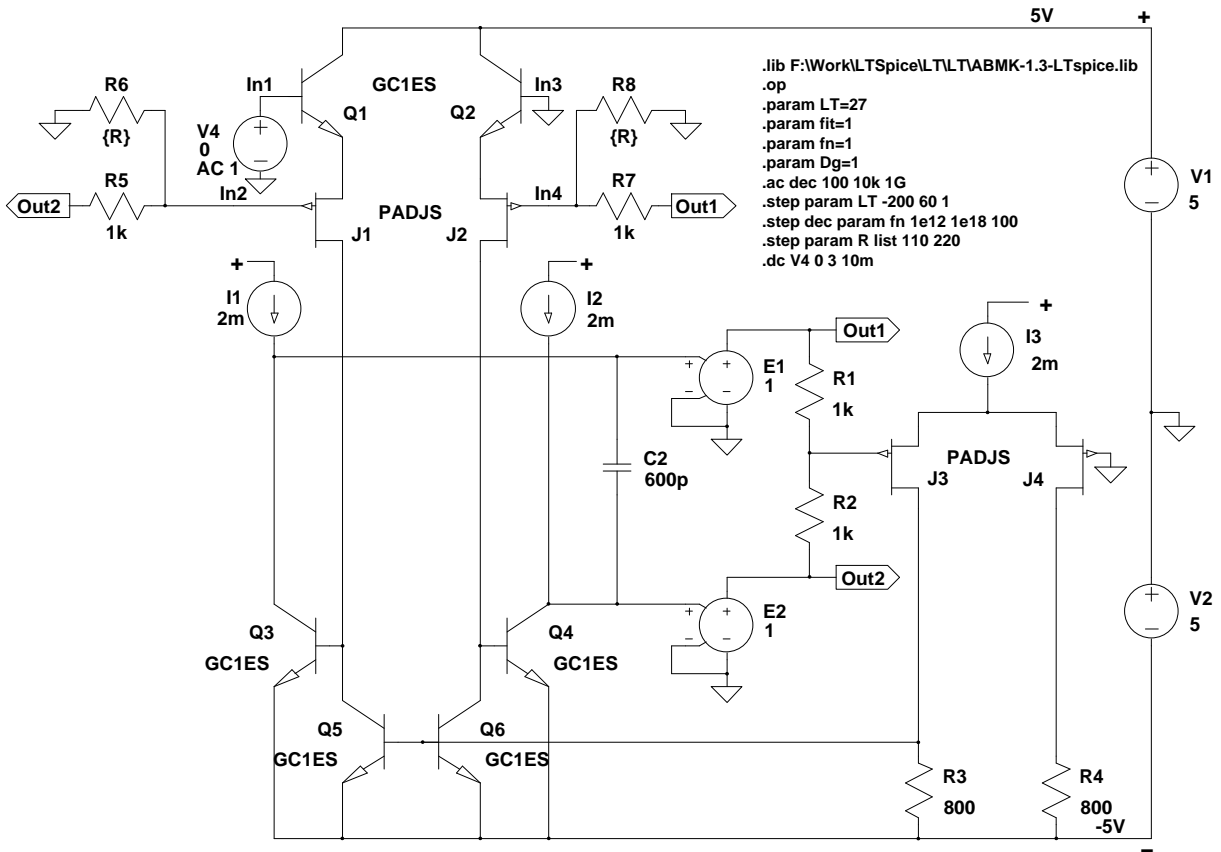 5V
+
.lib F:\Work\LTSpice\LT\LT\ABMK-1.3-LTspice.lib
.op
.param LT=27
.param fit=1
.param fn=1
.param Dg=1
.ac dec 100 10k 1G
.step param LT -200 60 1
.step dec param fn 1e12 1e18 100
.step param R list 110 220
.dc V4 0 3 10m
R6
{R}
In1
GC1ES
Q1
Q2
In3
R8
{R}
V4
0
AC 1
R5
1k
Out2
In2
PADJS
J1
J2
In4
R7
1k
Out1
V1
5
+
I1
2m
+
I2
2m
+
I3
2m
E1
1
Out1
R1
1k
C2
600p
PADJS
J3
J4
R2
1k
Out2
E2
1
V2
5
Q3
GC1ES
Q4
GC1ES
Q5
GC1ES
Q6
GC1ES
R3
800
R4
800
-5V
–